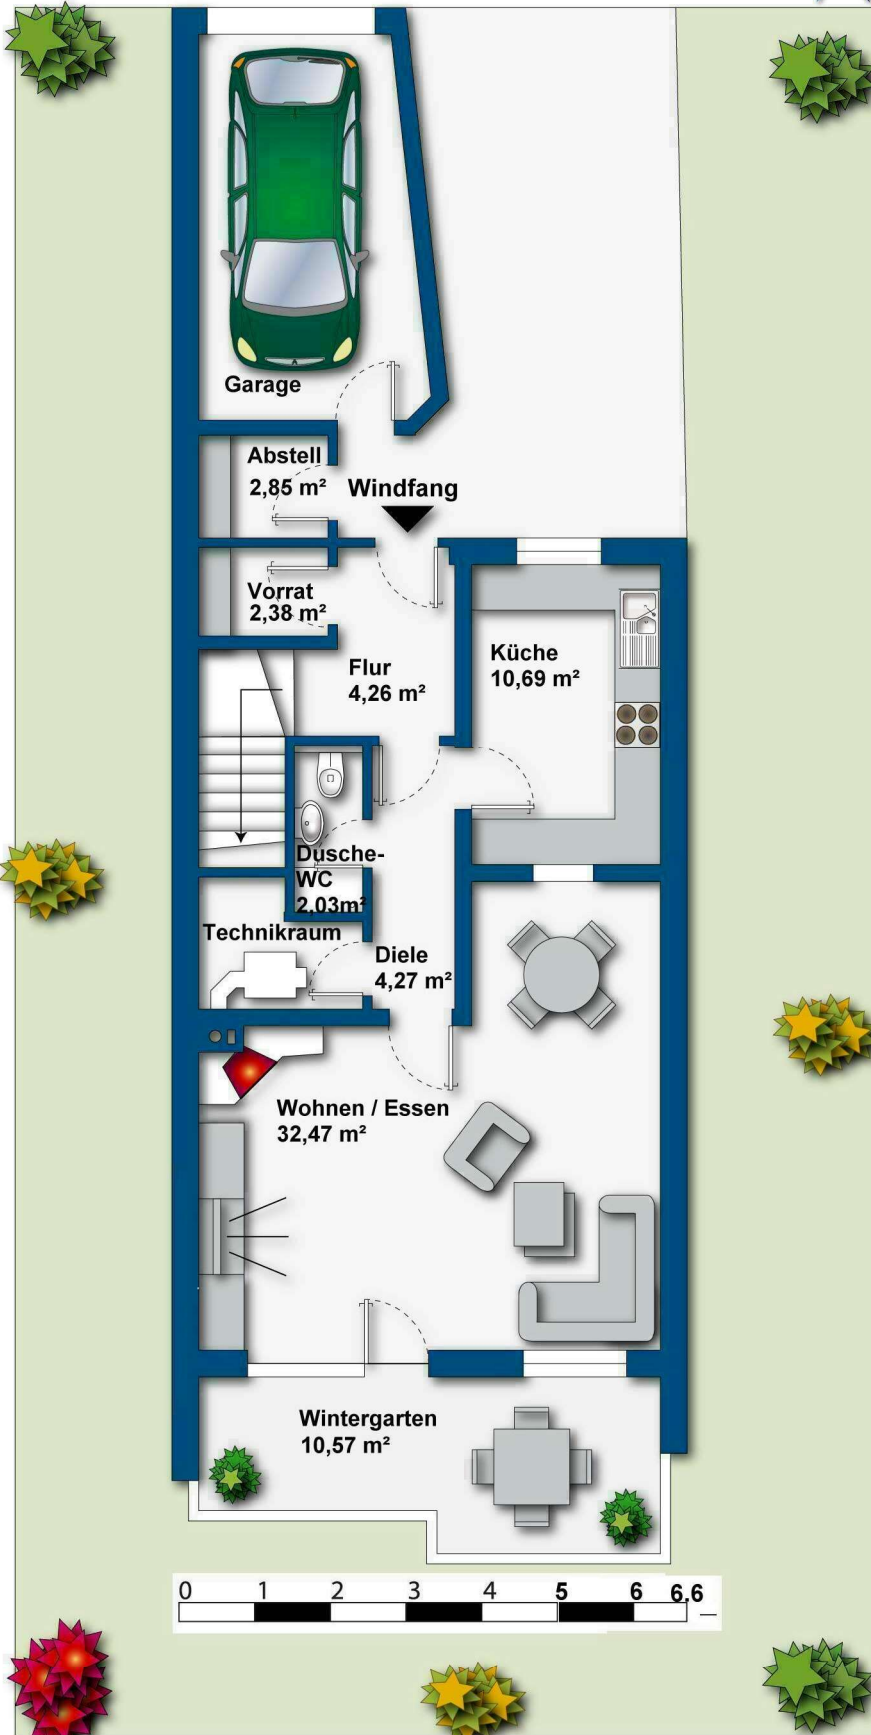 Garage
Abstell
2,85 m²
Windfang
Vorrat
2,38 m²
Flur
4,26 m²
Küche
10,69 m²
Dusche-
WC
2,03m²
Technikraum
Diele
4,27 m²
Wohnen / Essen
32,47 m²
Wintergarten
10,57 m²
0 1 2 3 4 5 6 6.6